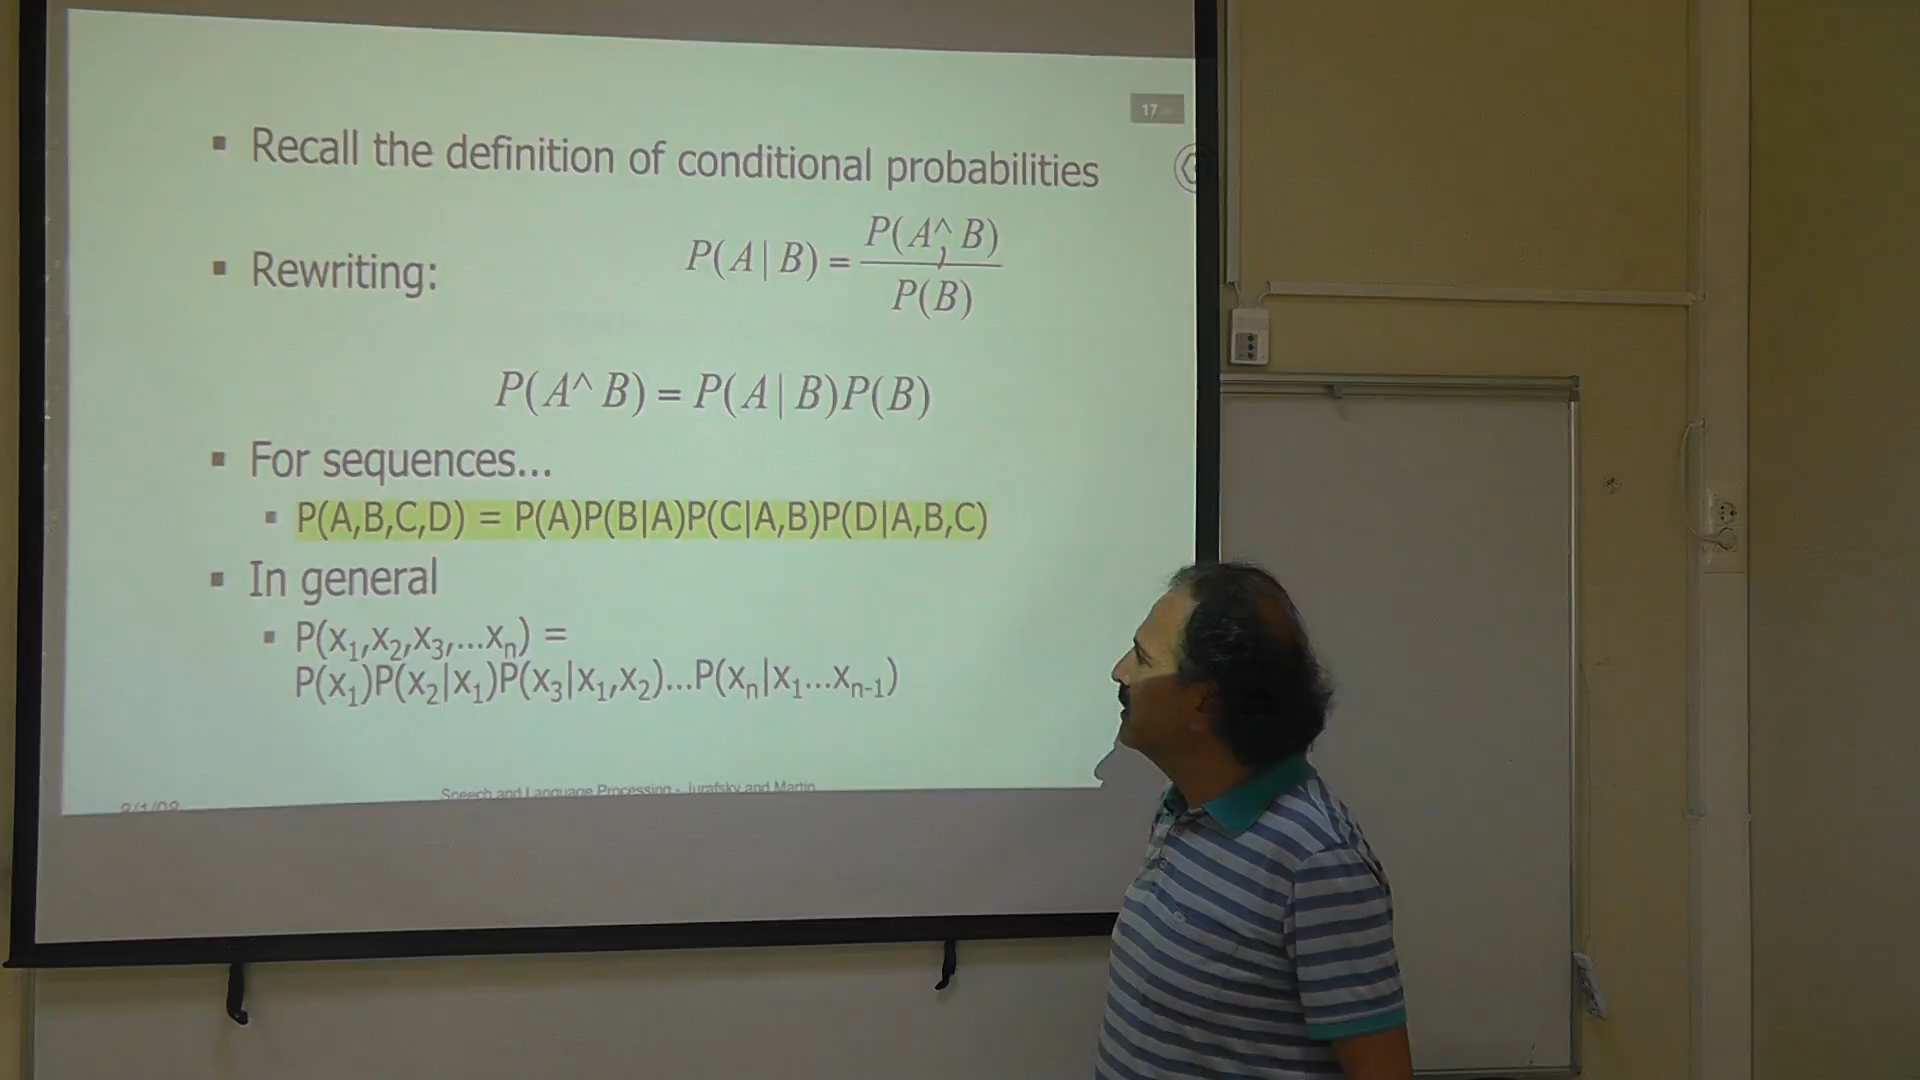 17
▪ Recall the definition of conditional probabilities
▪ Rewriting:
P(A | B) = P(A^, B) / P(B)
P(A^ B) = P(A | B)P(B)
▪ For sequences...
▪ P(A,B,C,D) = P(A)P(B|A)P(C|A,B)P(D|A,B,C)
▪ In general
▪ P(x₁,x₂,x₃,...xₙ) =
P(x₁)P(x₂|x₁)P(x₃|x₁,x₂)...P(xₙ|x₁...xₙ₋₁)
Speech and Language Processing - Jurafsky and Martin